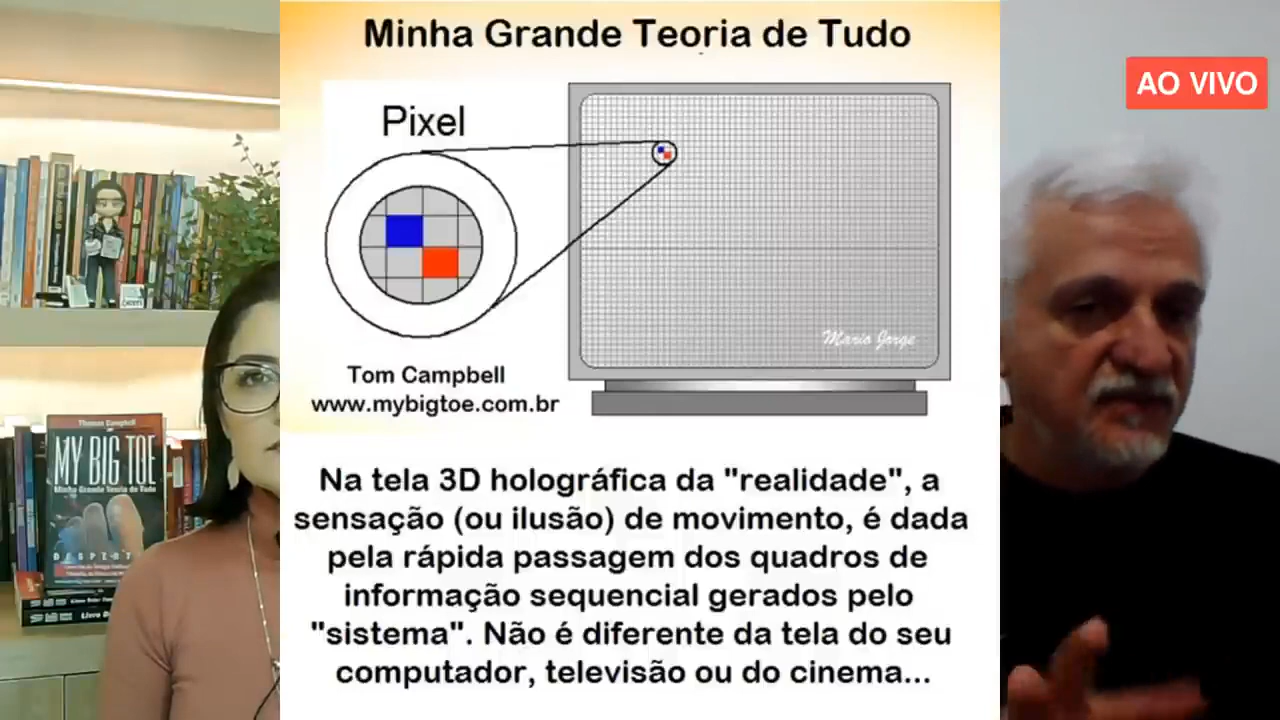 Minha Grande Teoria de Tudo
AO VIVO
Pixel
Mario Jorge
Tom Campbell
www.mybigtoe.com.br
Thomas Campbell
MY BIG TOE
Minha Grande Teoria do Tudo
Na tela 3D holográfica da "realidade", a
sensação (ou ilusão) de movimento, é dada
pela rápida passagem dos quadros de
informação sequencial gerados pelo
"sistema". Não é diferente da tela do seu
computador, televisão ou do cinema...